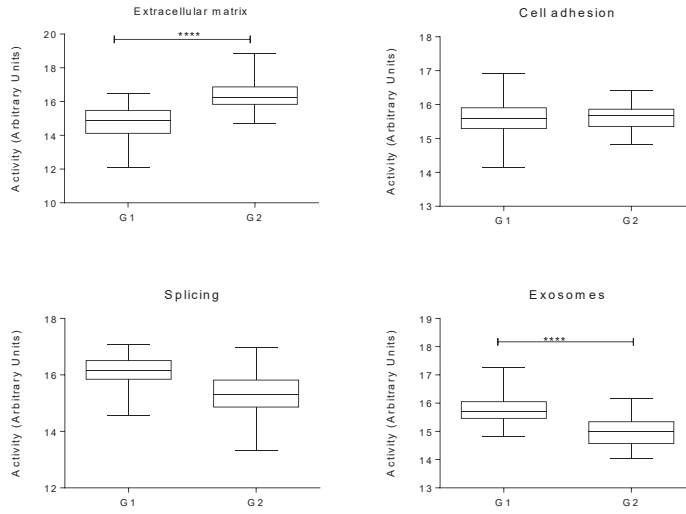 Extracellular matrix
Activity (Arbitrary Units)
20
18
16
14
12
10
****
G1
G2
Cell adhesion
Activity (Arbitrary Units)
18
17
16
15
14
13
G1
G2
Splicing
Activity (Arbitrary Units)
18
16
14
12
G1
G2
Exosomes
Activity (Arbitrary Units)
19
18
17
16
15
14
13
****
G1
G2